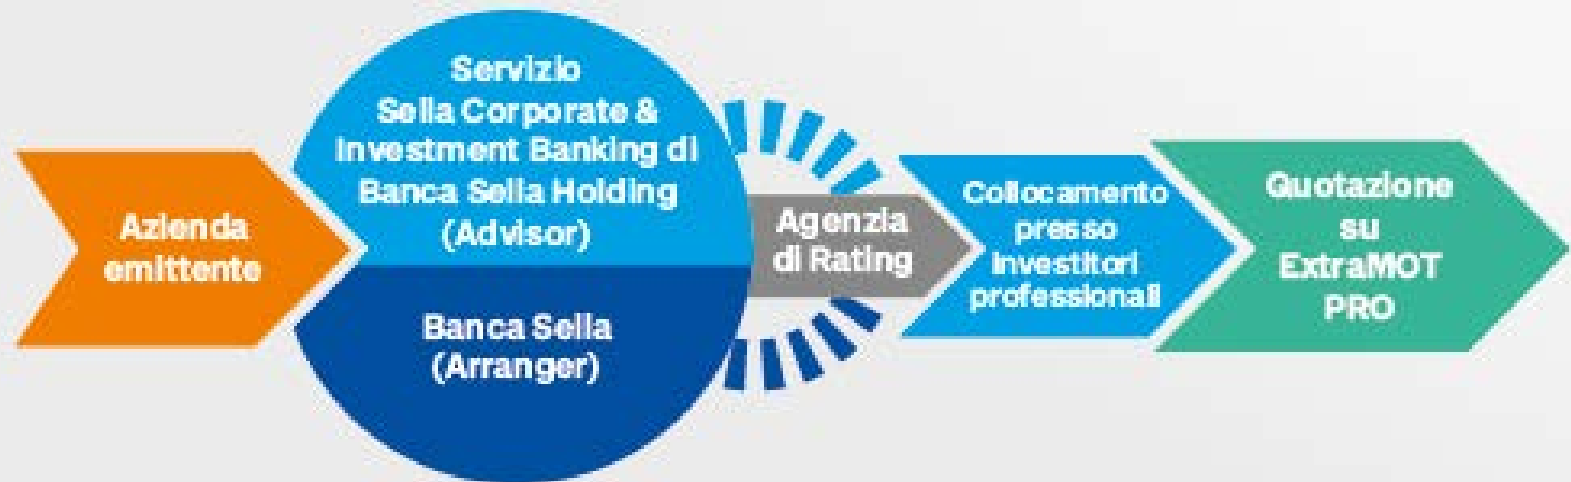 Azienda
emittente
Servizio
Sella Corporate &
Investment Banking di
Banca Sella Holding
(Advisor)
Banca Sella
(Arranger)
Agenzia
di Rating
Collocamento
presso
investitori
professionali
Quotazione
su
ExtraMOT
PRO